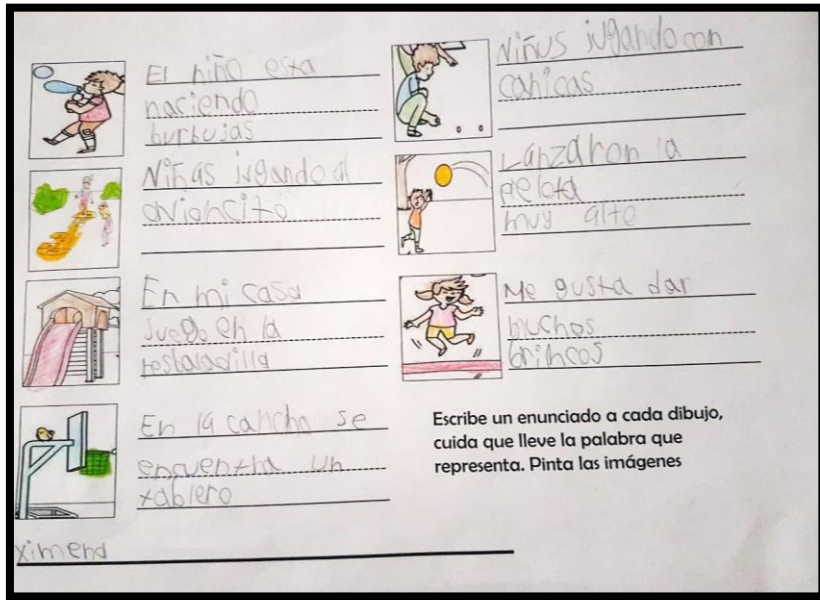 El niño esta
haciendo
burbujas
Niñas jugando al
avioncito
En mi casa
juego en la
resbaladilla
En la cancha se
encuentra un
tablero
Niñus jugando con
canicas
Lanzaron la
pelota
muy alto
Me gusta dar
muchos
brincos
Escribe un enunciado a cada dibujo,
cuida que lleve la palabra que
representa. Pinta las imágenes
ximena